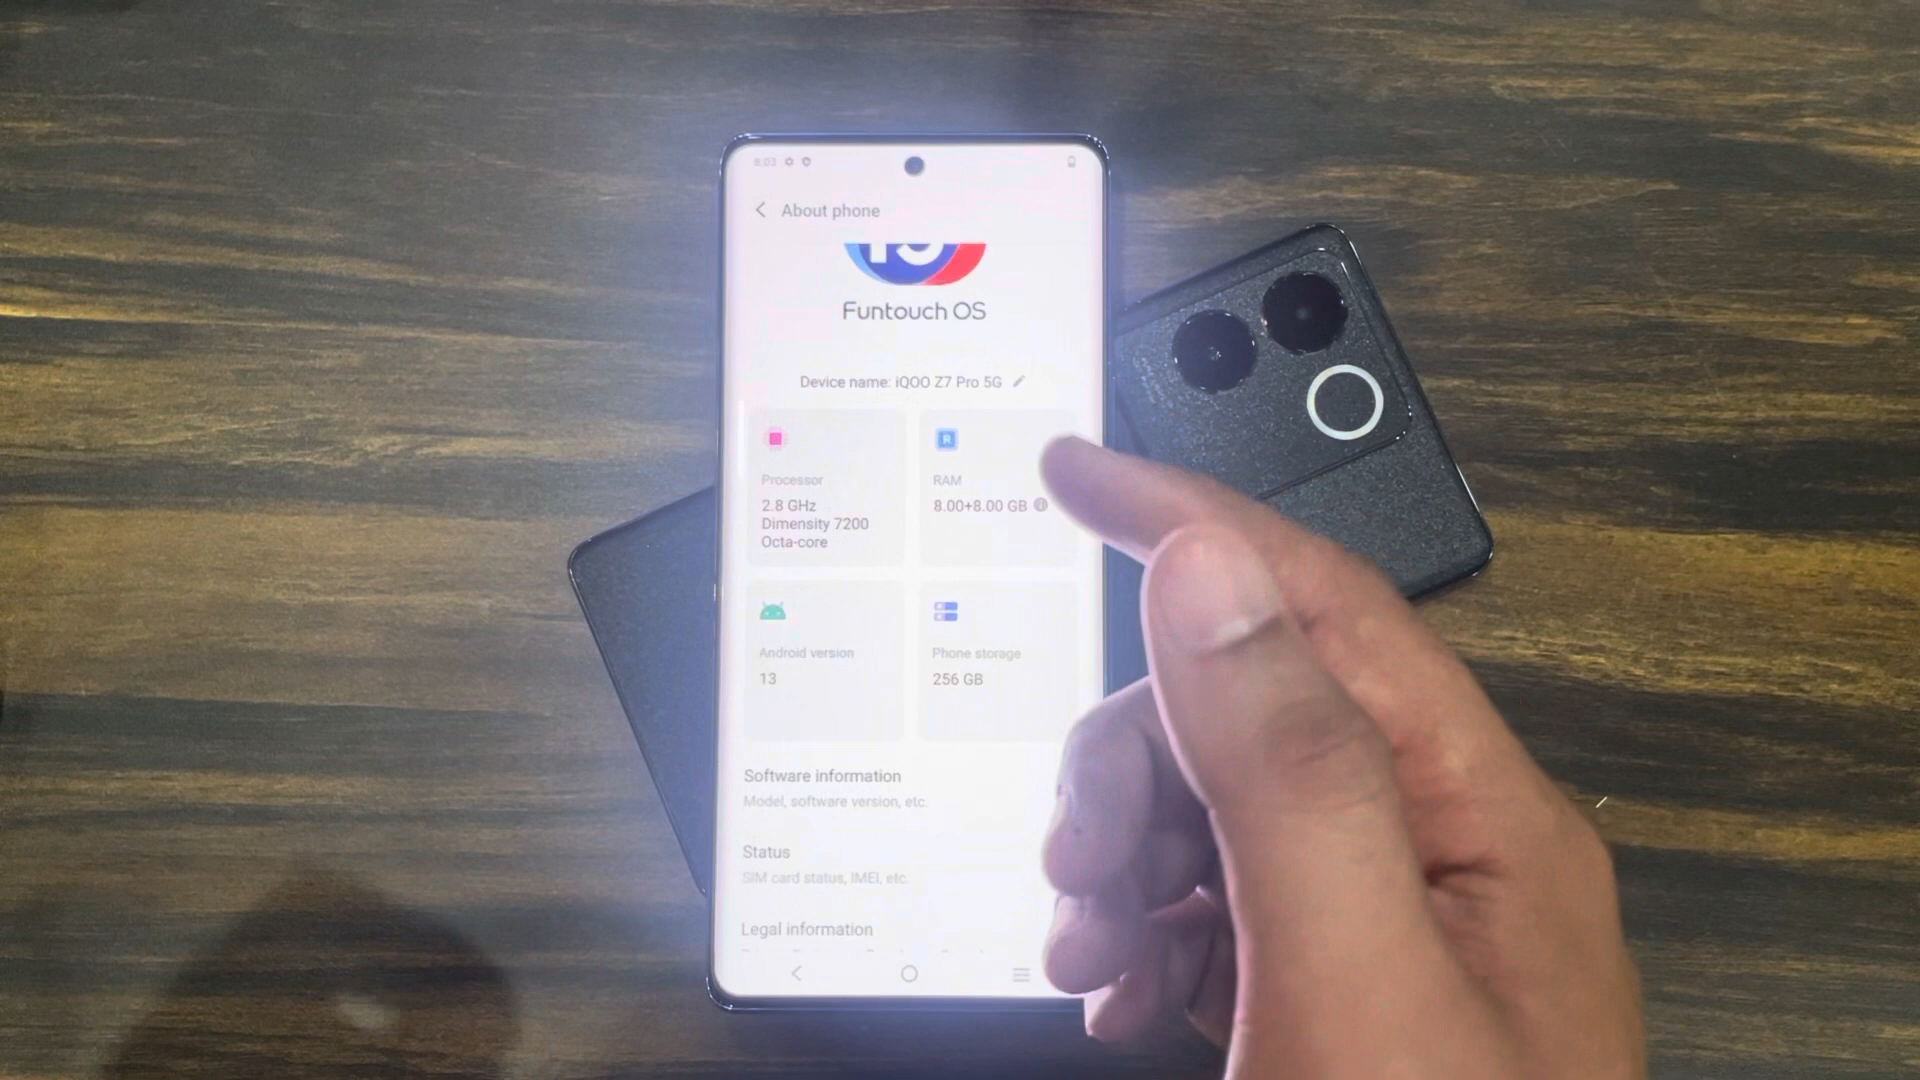 8:03
About phone
Funtouch OS
Device name: iQOO Z7 Pro 5G
Processor
2.8 GHz
Dimensity 7200
Octa-core
R
RAM
8.00+8.00 GB
Android version
13
Phone storage
256 GB
Software information
Model, software version, etc.
Status
SIM card status, IMEI, etc.
Legal information